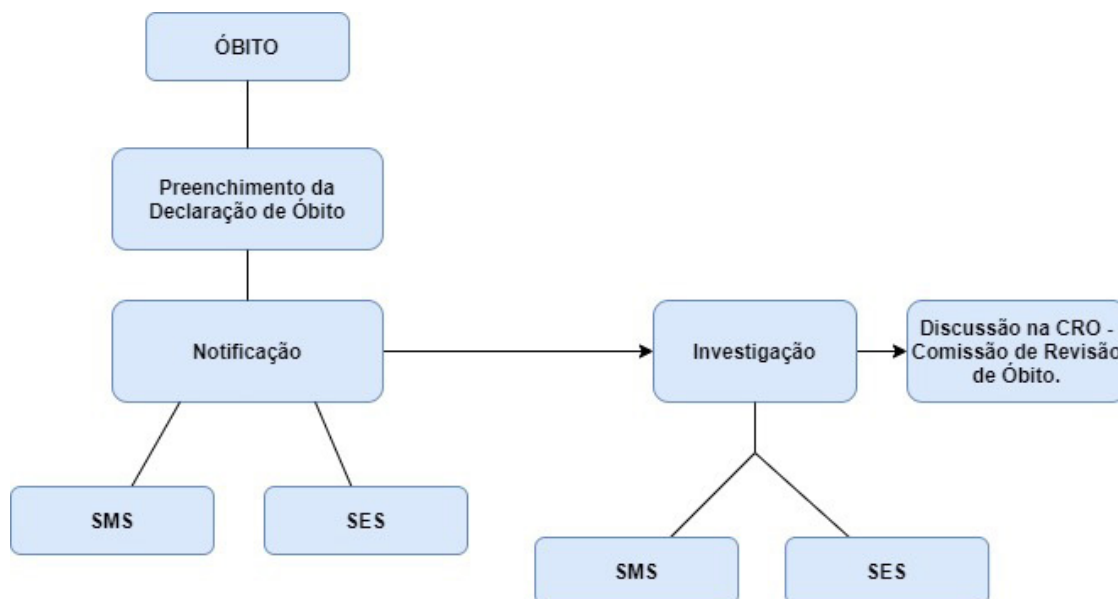 ÓBITO
Preenchimento da
Declaração de Óbito
Notificação
Investigação
Discussão na CRO -
Comissão de Revisão
de Óbito.
SMS
SES
SMS
SES